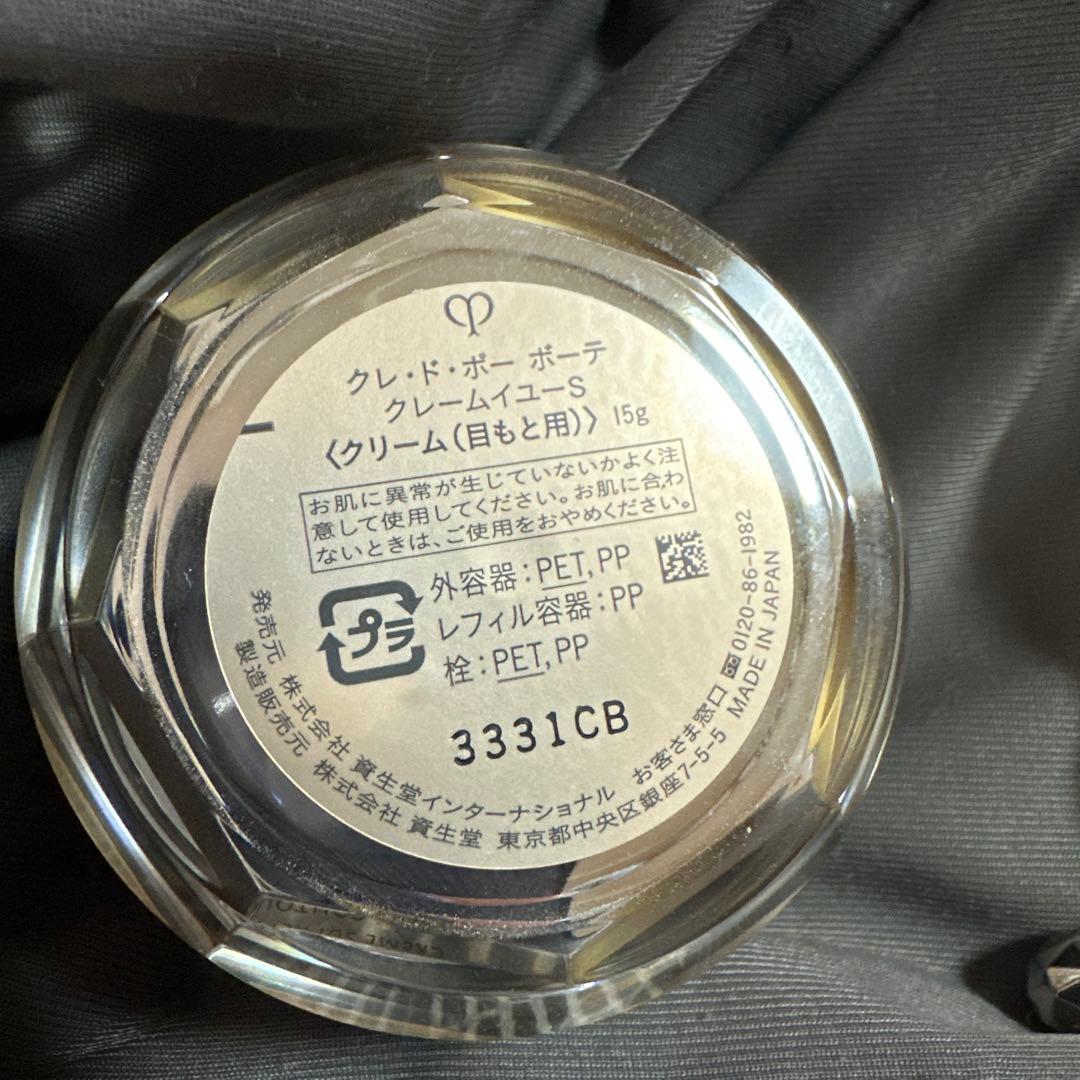 クレ・ド・ポー ボーテ
クレームイユーS
〈クリーム(目もと用)〉 15g
お肌に異常が生じていないかよく注
意して使用してください。お肌に合わ
ないときは、ご使用をおやめください。
プラ
外容器:PET,PP
レフィル容器:PP
栓:PET,PP
3331CB
発売元 株式会社 資生堂インターナショナル お客さま窓口 0120-86-1982
製造販売元 株式会社 資生堂 東京都中央区銀座7-5-5 MADE IN JAPAN